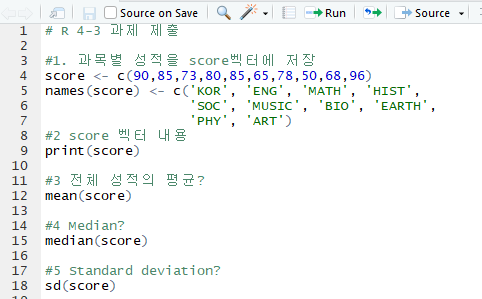 Source on Save
Run
Source
1 # R 4-3 과제 제출
2
3 #1. 과목별 성적을 score벡터에 저장
4 score <- c(90,85,73,80,85,65,78,50,68,96)
5 names(score) <- c('KOR', 'ENG', 'MATH', 'HIST',
6 'SOC', 'MUSIC', 'BIO', 'EARTH',
7 'PHY', 'ART')
8 #2 score 벡터 내용
9 print(score)
10
11 #3 전체 성적의 평균?
12 mean(score)
13
14 #4 Median?
15 median(score)
16
17 #5 Standard deviation?
18 sd(score)